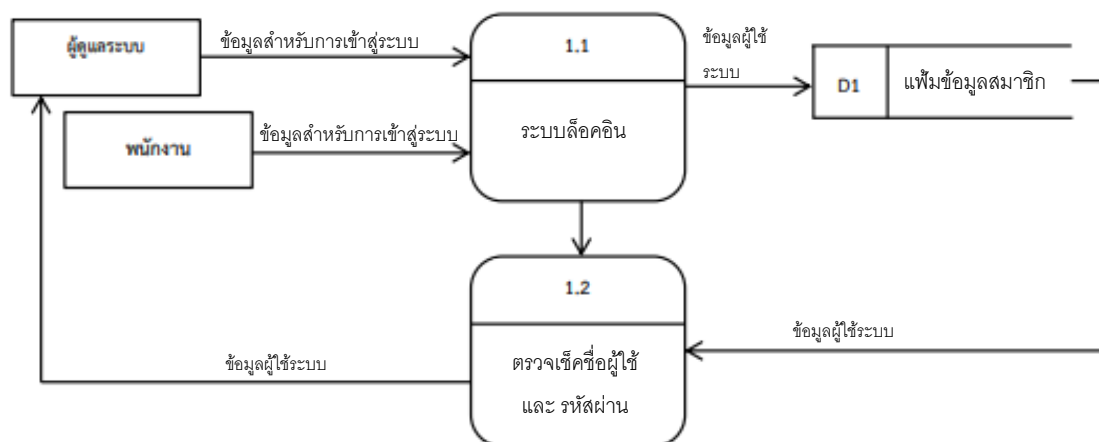 ผู้ดูแลระบบ
ข้อมูลสำหรับการเข้าสู่ระบบ
1.1
ข้อมูลผู้ใช้
ระบบ
D1
แฟ้มข้อมูลสมาชิก
พนักงาน
ข้อมูลสำหรับการเข้าสู่ระบบ
ระบบล็อคอิน
1.2
ข้อมูลผู้ใช้ระบบ
ข้อมูลผู้ใช้ระบบ
ตรวจเช็คชื่อผู้ใช้
และ รหัสผ่าน